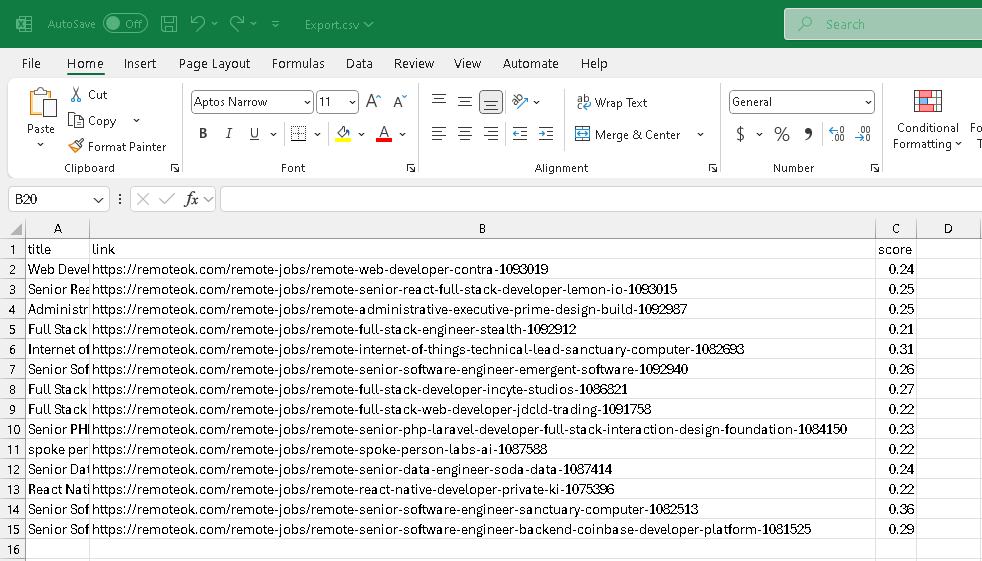 AutoSave Off Export.csv Search
File Home Insert Page Layout Formulas Data Review View Automate Help
Cut
Copy
Paste
Format Painter
Aptos Narrow 11 A A
B I U A
Wrap Text
Merge & Center
General
$ % 9 .00 .00
Conditional
Formatting
Clipboard Font Alignment Number
B20 fx
A B C D
1 title link score
2 Web Devel https://remoteok.com/remote-jobs/remote-web-developer-contra-1093019 0.24
3 Senior Rea https://remoteok.com/remote-jobs/remote-senior-react-full-stack-developer-lemon-io-1093015 0.25
4 Administr https://remoteok.com/remote-jobs/remote-administrative-executive-prime-design-build-1092987 0.25
5 Full Stack https://remoteok.com/remote-jobs/remote-full-stack-engineer-stealth-1092912 0.21
6 Internet of https://remoteok.com/remote-jobs/remote-internet-of-things-technical-lead-sanctuary-computer-1082693 0.31
7 Senior Sof https://remoteok.com/remote-jobs/remote-senior-software-engineer-emergent-software-1092940 0.26
8 Full Stack https://remoteok.com/remote-jobs/remote-full-stack-developer-incyte-studios-1086821 0.27
9 Full Stack https://remoteok.com/remote-jobs/remote-full-stack-web-developer-jdcld-trading-1091758 0.22
10 Senior PHI https://remoteok.com/remote-jobs/remote-senior-php-laravel-developer-full-stack-interaction-design-foundation-1084150 0.23
11 spoke per https://remoteok.com/remote-jobs/remote-spoke-person-labs-ai-1087588 0.22
12 Senior Dat https://remoteok.com/remote-jobs/remote-senior-data-engineer-soda-data-1087414 0.24
13 React Nati https://remoteok.com/remote-jobs/remote-react-native-developer-private-ki-1075396 0.22
14 Senior Sof https://remoteok.com/remote-jobs/remote-senior-software-engineer-sanctuary-computer-1082513 0.36
15 Senior Sof https://remoteok.com/remote-jobs/remote-senior-software-engineer-backend-coinbase-developer-platform-1081525 0.29
16